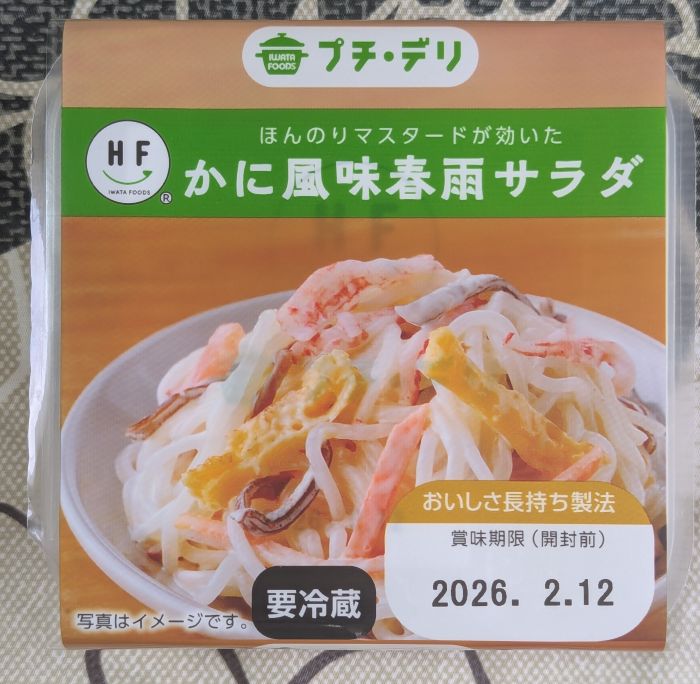 IWATA
FOODS
プチ・デリ
HF
IWATA FOODS
®
ほんのりマスタードが効いた
かに風味春雨サラダ
おいしさ長持ち製法
賞味期限(開封前)
2026. 2.12
要冷蔵
写真はイメージです。